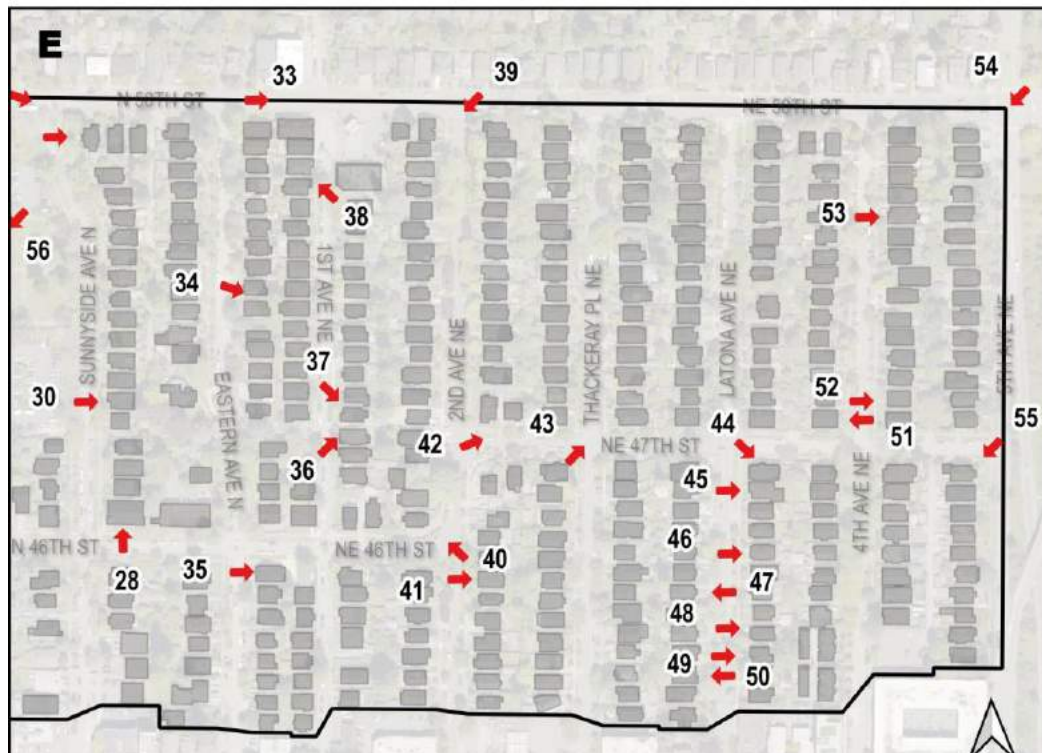 E
33
39
54
N 50TH ST
NE 50TH ST
38
53
56
34
SUNNYSIDE AVE N
1ST AVE NE
2ND AVE NE
THACKERAY PL NE
LATONA AVE NE
5TH AVE NE
37
30
EASTERN AVE N
52
43
44
42
36
NE 47TH ST
51
55
45
4TH AVE NE
N 46TH ST
NE 46TH ST
46
40
28
35
41
47
48
49
50